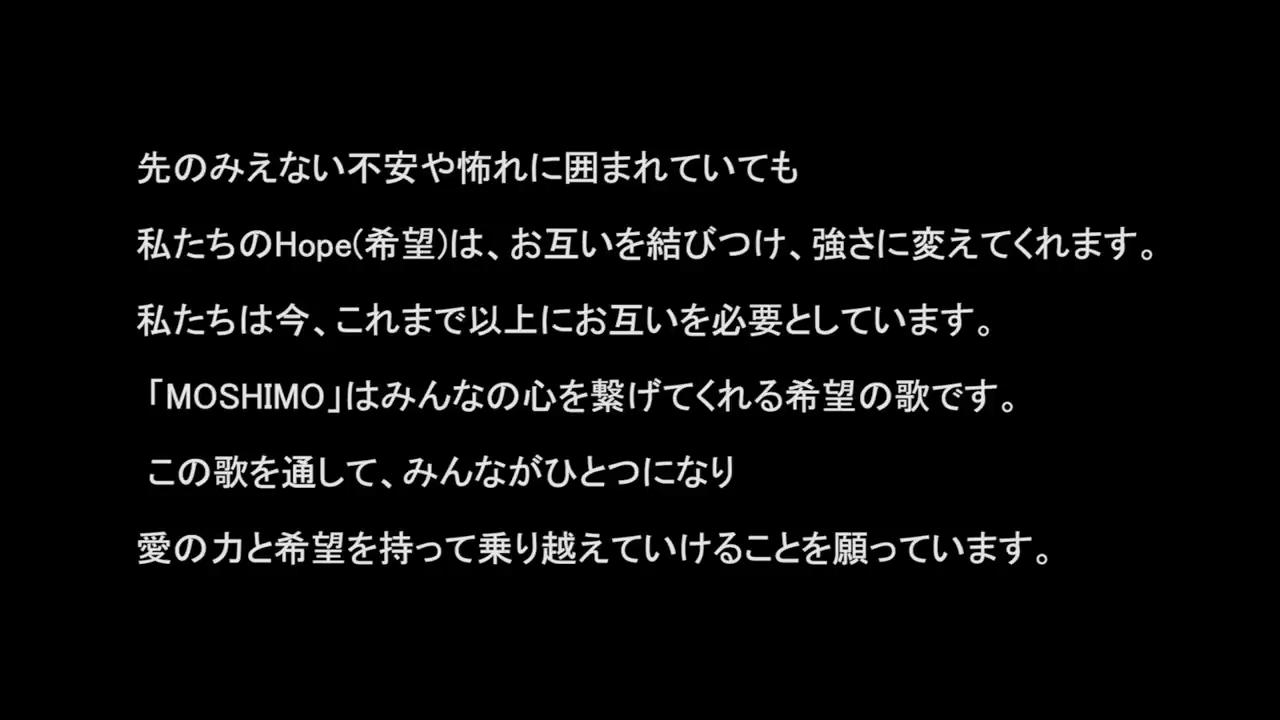 先のみえない不安や怖れに囲まれていても
私たちのHope(希望)は、お互いを結びつけ、強さに変えてくれます。
私たちは今、これまで以上にお互いを必要としています。
「MOSHIMO」はみんなの心を繋げてくれる希望の歌です。
この歌を通して、みんながひとつになり
愛の力と希望を持って乗り越えていけることを願っています。